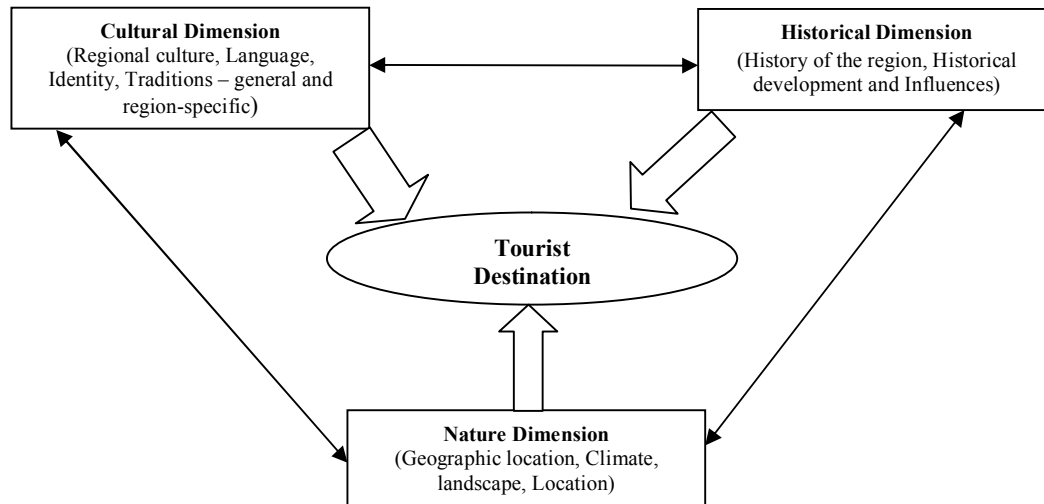 Cultural Dimension
(Regional culture, Language,
Identity, Traditions – general and
region-specific)
Historical Dimension
(History of the region, Historical
development and Influences)
Tourist
Destination
Nature Dimension
(Geographic location, Climate,
landscape, Location)